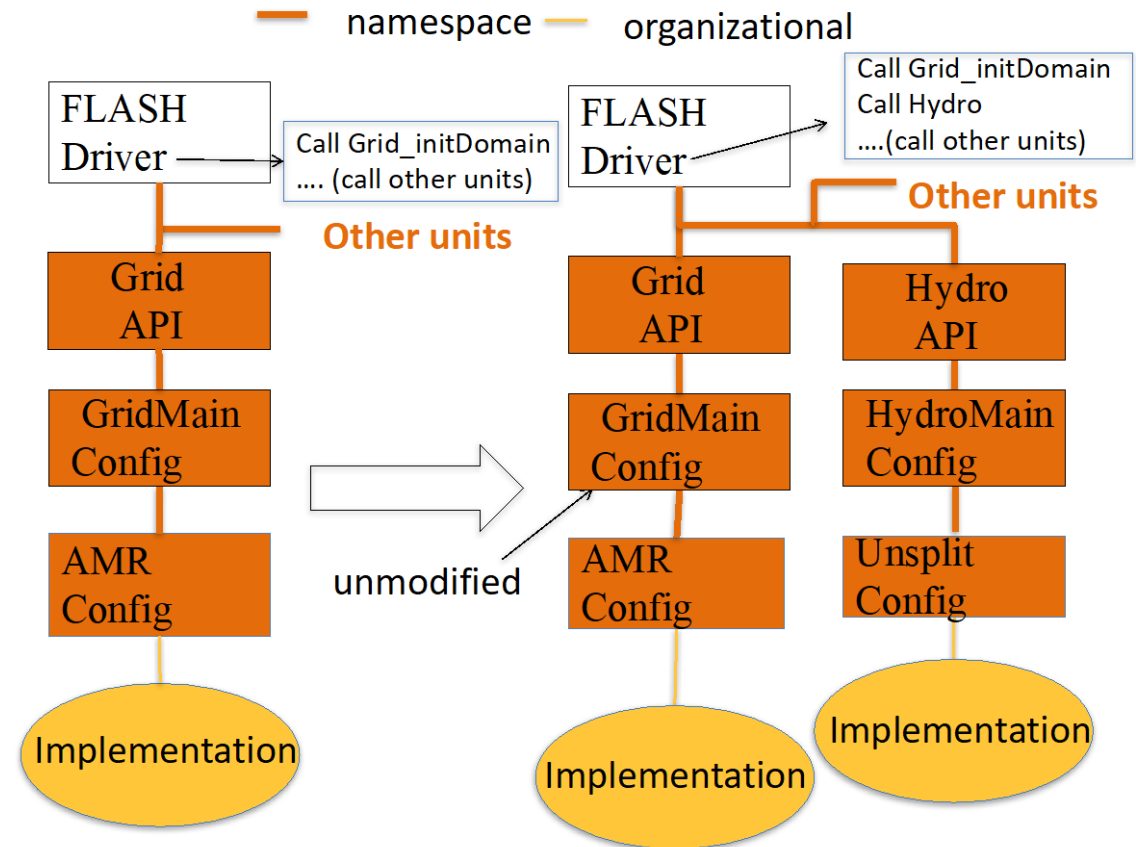 namespace
organizational
FLASH
Driver
Call Grid_initDomain
.... (call other units)
Other units
Grid
API
GridMain
Config
AMR
Config
Implementation
unmodified
FLASH
Driver
Call Grid_initDomain
Call Hydro
....(call other units)
Other units
Grid
API
GridMain
Config
AMR
Config
Implementation
Hydro
API
HydroMain
Config
Unsplit
Config
Implementation